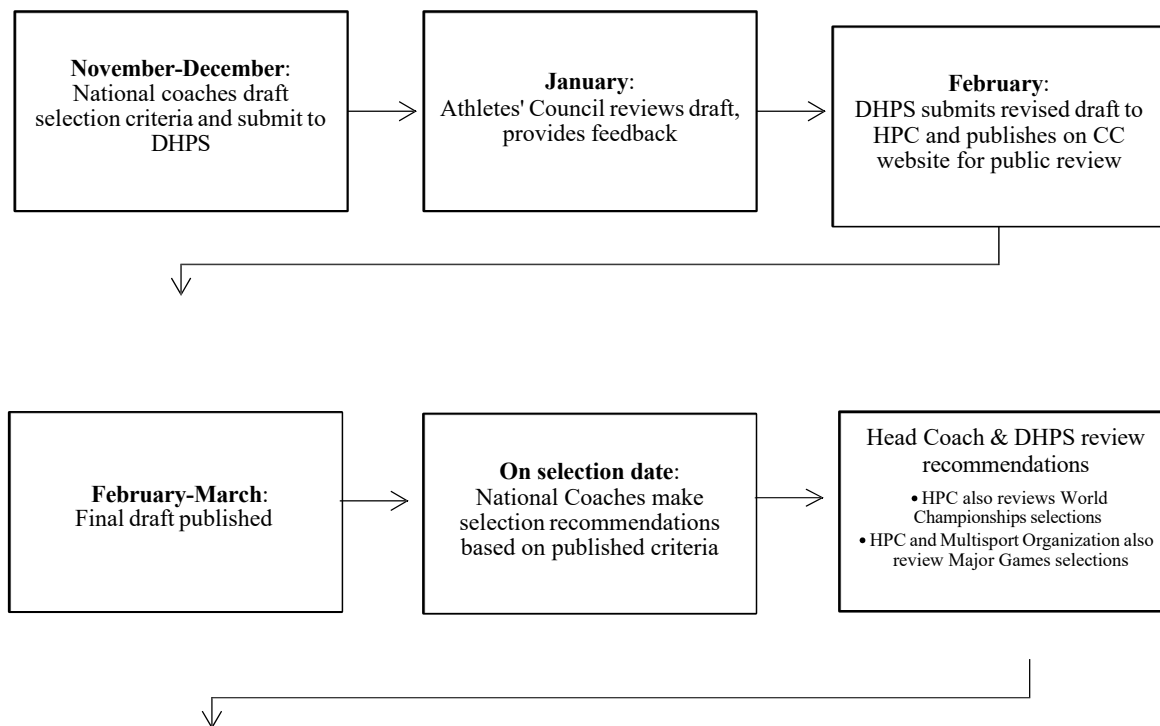 November-December:
National coaches draft
selection criteria and submit to
DHPS
January:
Athletes' Council reviews draft,
provides feedback
February:
DHPS submits revised draft to
HPC and publishes on CC
website for public review
February-March:
Final draft published
On selection date:
National Coaches make
selection recommendations
based on published criteria
Head Coach & DHPS review
recommendations
• HPC also reviews World
Championships selections
• HPC and Multisport Organization also
review Major Games selections